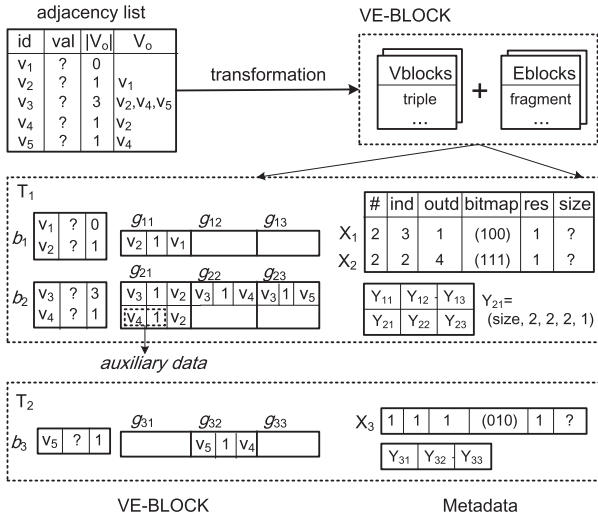 adjacency list
id val |Vₒ| Vₒ
v₁ ? 0
v₂ ? 1 v₁
v₃ ? 3 v₂,v₄,v₅
v₄ ? 1 v₂
v₅ ? 1 v₄
transformation
VE-BLOCK
Vblocks
triple
...
+
Eblocks
fragment
...
T₁
b₁
v₁ ? 0
v₂ ? 1
g₁₁ g₁₂ g₁₃
v₂ 1 v₁
b₂
v₃ ? 3
v₄ ? 1
g₂₁ g₂₂ g₂₃
v₃ 1 v₂ v₃ 1 v₄ v₃ 1 v₅
v₄ 1 v₂
auxiliary data
# ind outd bitmap res size
X₁ 2 3 1 (100) 1 ?
X₂ 2 2 4 (111) 1 ?
Y₁₁ Y₁₂ Y₁₃
Y₂₁ Y₂₂ Y₂₃
Y₂₁=
(size, 2, 2, 2, 1)
T₂
b₃ v₅ ? 1
g₃₁ g₃₂ g₃₃
v₅ 1 v₄
X₃ 1 1 1 (010) 1 ?
Y₃₁ Y₃₂ Y₃₃
VE-BLOCK
Metadata